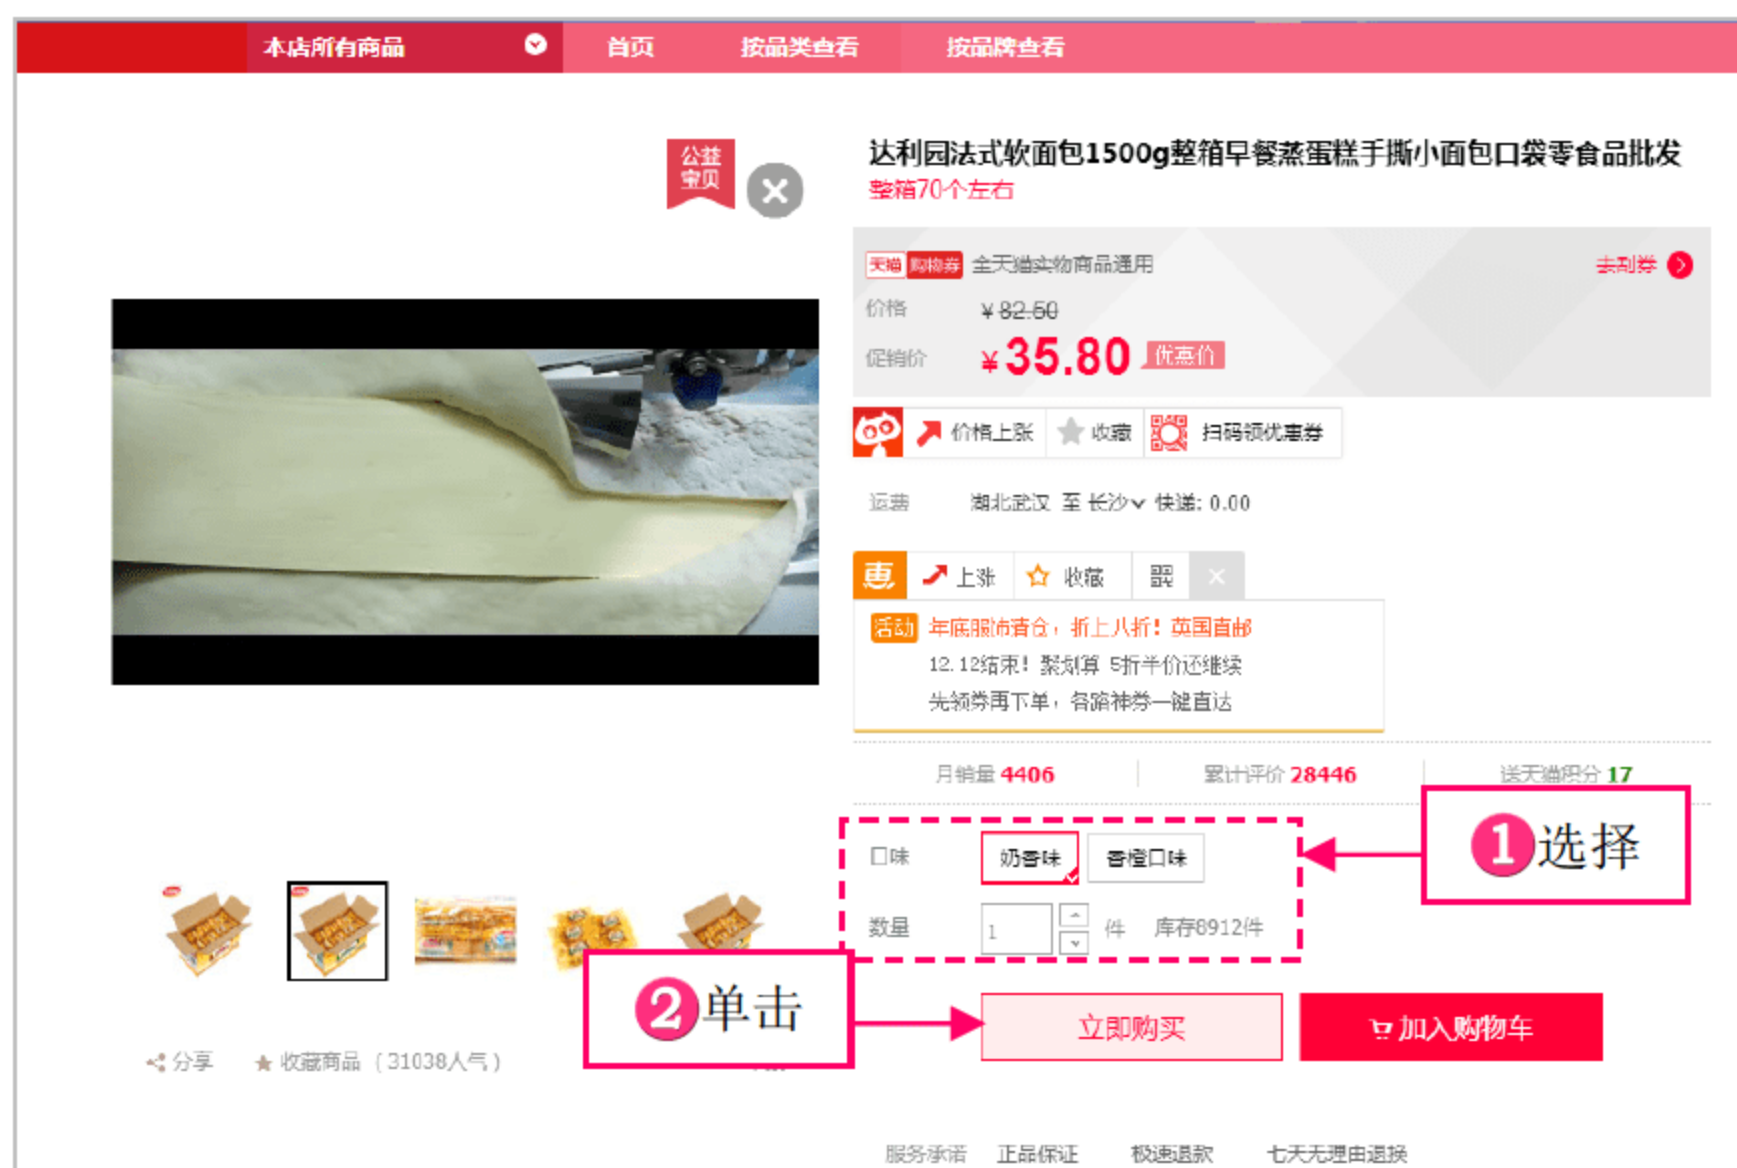 本店所有商品 首页 按品类查看 按品牌查看
公益
宝贝
达利园法式软面包1500g整箱早餐蒸蛋糕手撕小面包口袋零食品批发
整箱70个左右
天猫 购物券 全天猫实物商品通用 去刮券
价格 ¥82.50
促销价 ¥35.80 优惠价
价格上涨 收藏 扫码领优惠券
运费 湖北武汉 至 长沙 快递: 0.00
惠 上涨 收藏
活动 年底服饰清仓，折上八折！英国直邮
12.12结束！聚划算 5折半价还继续
先领券再下单，各路神券一键直达
月销量 4406 累计评价 28446 送天猫积分 17
口味 奶香味 香橙口味
1选择
数量 1 件 库存8912件
2单击
立即购买 加入购物车
分享 收藏商品 (31038人气)
服务承诺 正品保证 极速退款 七天无理由退换